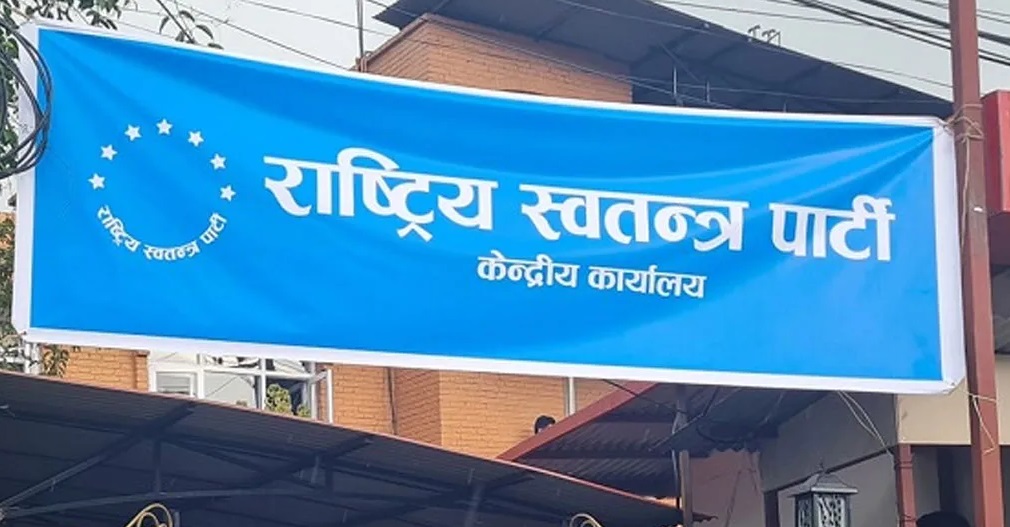 राष्ट्रिय स्वतन्त्र पार्टी
राष्ट्रिय स्वतन्त्र पार्टी
केन्द्रीय कार्यालय